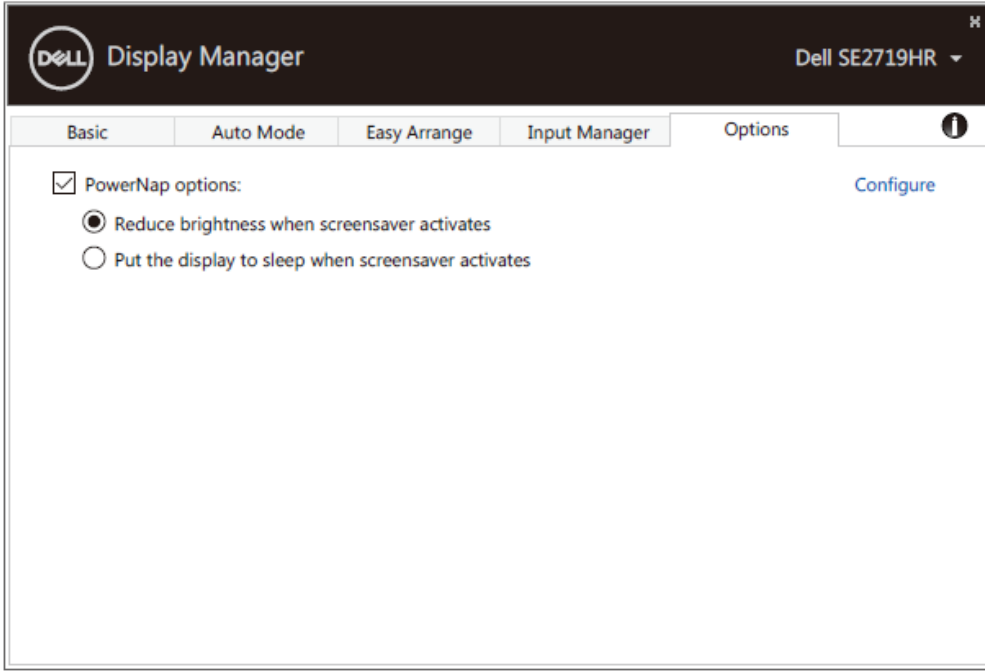 DELL Display Manager
Dell SE2719HR
Basic Auto Mode Easy Arrange Input Manager Options
PowerNap options: Configure
Reduce brightness when screensaver activates
Put the display to sleep when screensaver activates